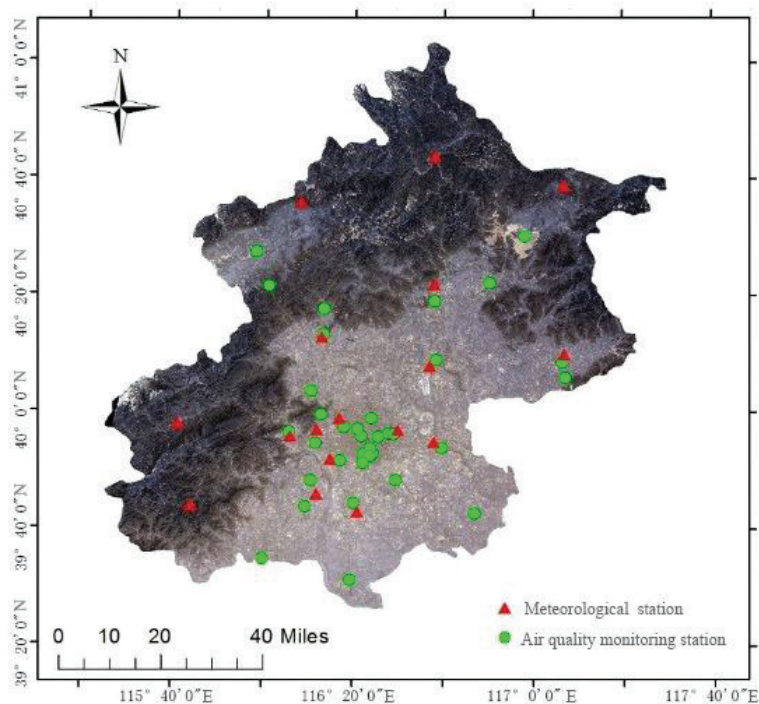 N
41° 0′ 0″N
40° 40′ 0″N
40° 20′ 0″N
40° 0′ 0″N
39° 40′ 0″N
39° 20′ 0″N
Meteorological station
Air quality monitoring station
0 10 20 40 Miles
115° 40′ 0″E 116° 20′ 0″E 117° 0′ 0″E 117° 40′ 0″E